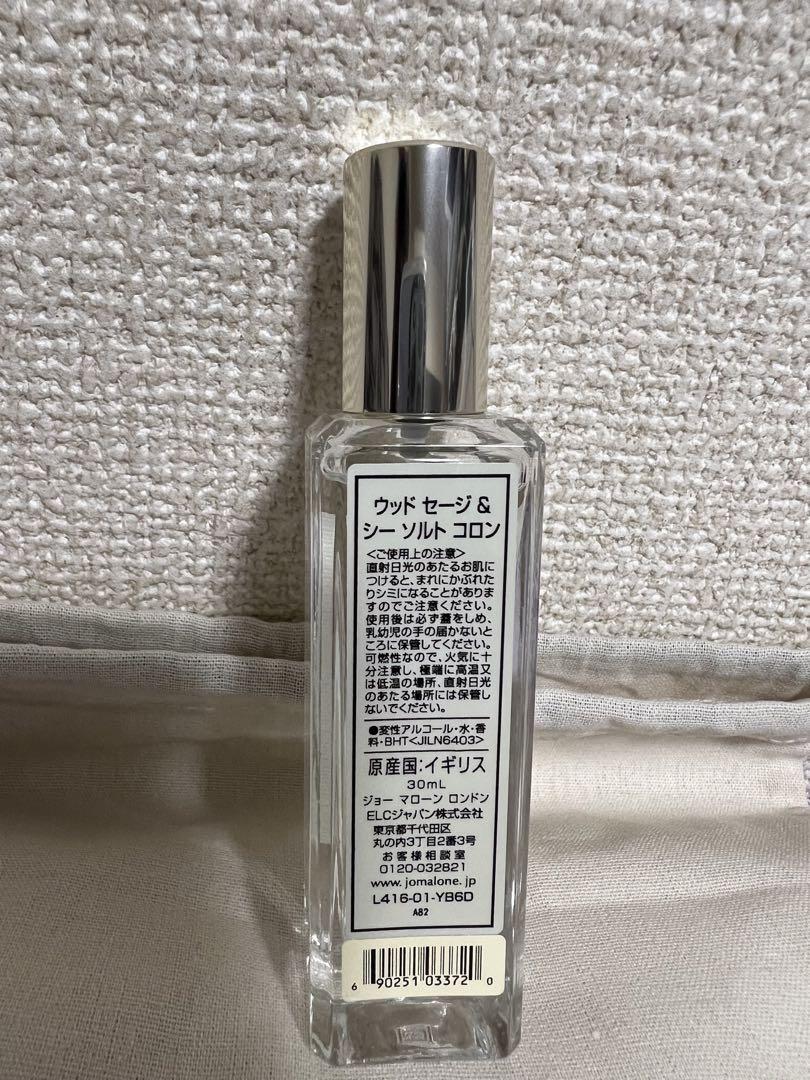 ウッド セージ &
シー ソルト コロン
<ご使用上の注意>
直射日光のあたるお肌に
つけると、まれにかぶれた
りシミになることがありま
すのでご注意ください。
使用後は必ず蓋をしめ、
乳幼児の手の届かないと
ころに保管してください。
可燃性なので、火気に十
分注意し、極端に高温又
は低温の場所、直射日光
のあたる場所には保管し
ないでください。
●変性アルコール・水・香
料・BHT<JILN6403>
原産国:イギリス
30mL
ジョー マローン ロンドン
ELCジャパン株式会社
東京都千代田区
丸の内3丁目2番3号
お客様相談室
0120-032821
www.jomalone.jp
L416-01-YB6D
A82
6 90251 03372 0